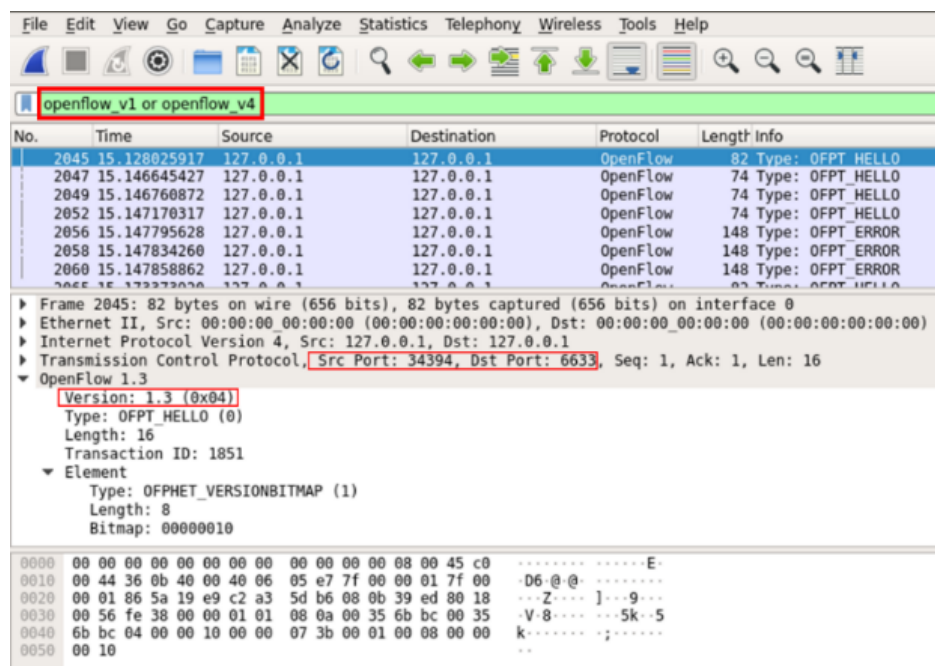 File Edit View Go Capture Analyze Statistics Telephony Wireless Tools Help
openflow_v1 or openflow_v4
No. Time Source Destination Protocol Length Info
2045 15.128025917 127.0.0.1 127.0.0.1 OpenFlow 82 Type: OFPT_HELLO
2047 15.146645427 127.0.0.1 127.0.0.1 OpenFlow 74 Type: OFPT_HELLO
2049 15.146760872 127.0.0.1 127.0.0.1 OpenFlow 74 Type: OFPT_HELLO
2052 15.147170317 127.0.0.1 127.0.0.1 OpenFlow 74 Type: OFPT_HELLO
2056 15.147795628 127.0.0.1 127.0.0.1 OpenFlow 148 Type: OFPT_ERROR
2058 15.147834260 127.0.0.1 127.0.0.1 OpenFlow 148 Type: OFPT_ERROR
2060 15.147858862 127.0.0.1 127.0.0.1 OpenFlow 148 Type: OFPT_ERROR
Frame 2045: 82 bytes on wire (656 bits), 82 bytes captured (656 bits) on interface 0
Ethernet II, Src: 00:00:00_00:00:00 (00:00:00:00:00:00), Dst: 00:00:00_00:00:00 (00:00:00:00:00:00)
Internet Protocol Version 4, Src: 127.0.0.1, Dst: 127.0.0.1
Transmission Control Protocol, Src Port: 34394, Dst Port: 6633, Seq: 1, Ack: 1, Len: 16
OpenFlow 1.3
Version: 1.3 (0x04)
Type: OFPT_HELLO (0)
Length: 16
Transaction ID: 1851
Element
Type: OFPHET_VERSIONBITMAP (1)
Length: 8
Bitmap: 00000010
0000 00 00 00 00 00 00 00 00 00 00 00 00 08 00 45 c0 ········ ······E·
0010 00 44 36 0b 40 00 40 06 05 e7 7f 00 00 01 7f 00 ·D6·@·@· ········
0020 00 01 86 5a 19 e9 c2 a3 5d b6 08 0b 39 ed 80 18 ···Z···· ]···9···
0030 00 56 fe 38 00 00 01 01 08 0a 00 35 6b bc 00 35 ·V·8···· ···5k··5
0040 6b bc 04 00 00 10 00 00 07 3b 00 01 00 08 00 00 k······· ·;······
0050 00 10 ··